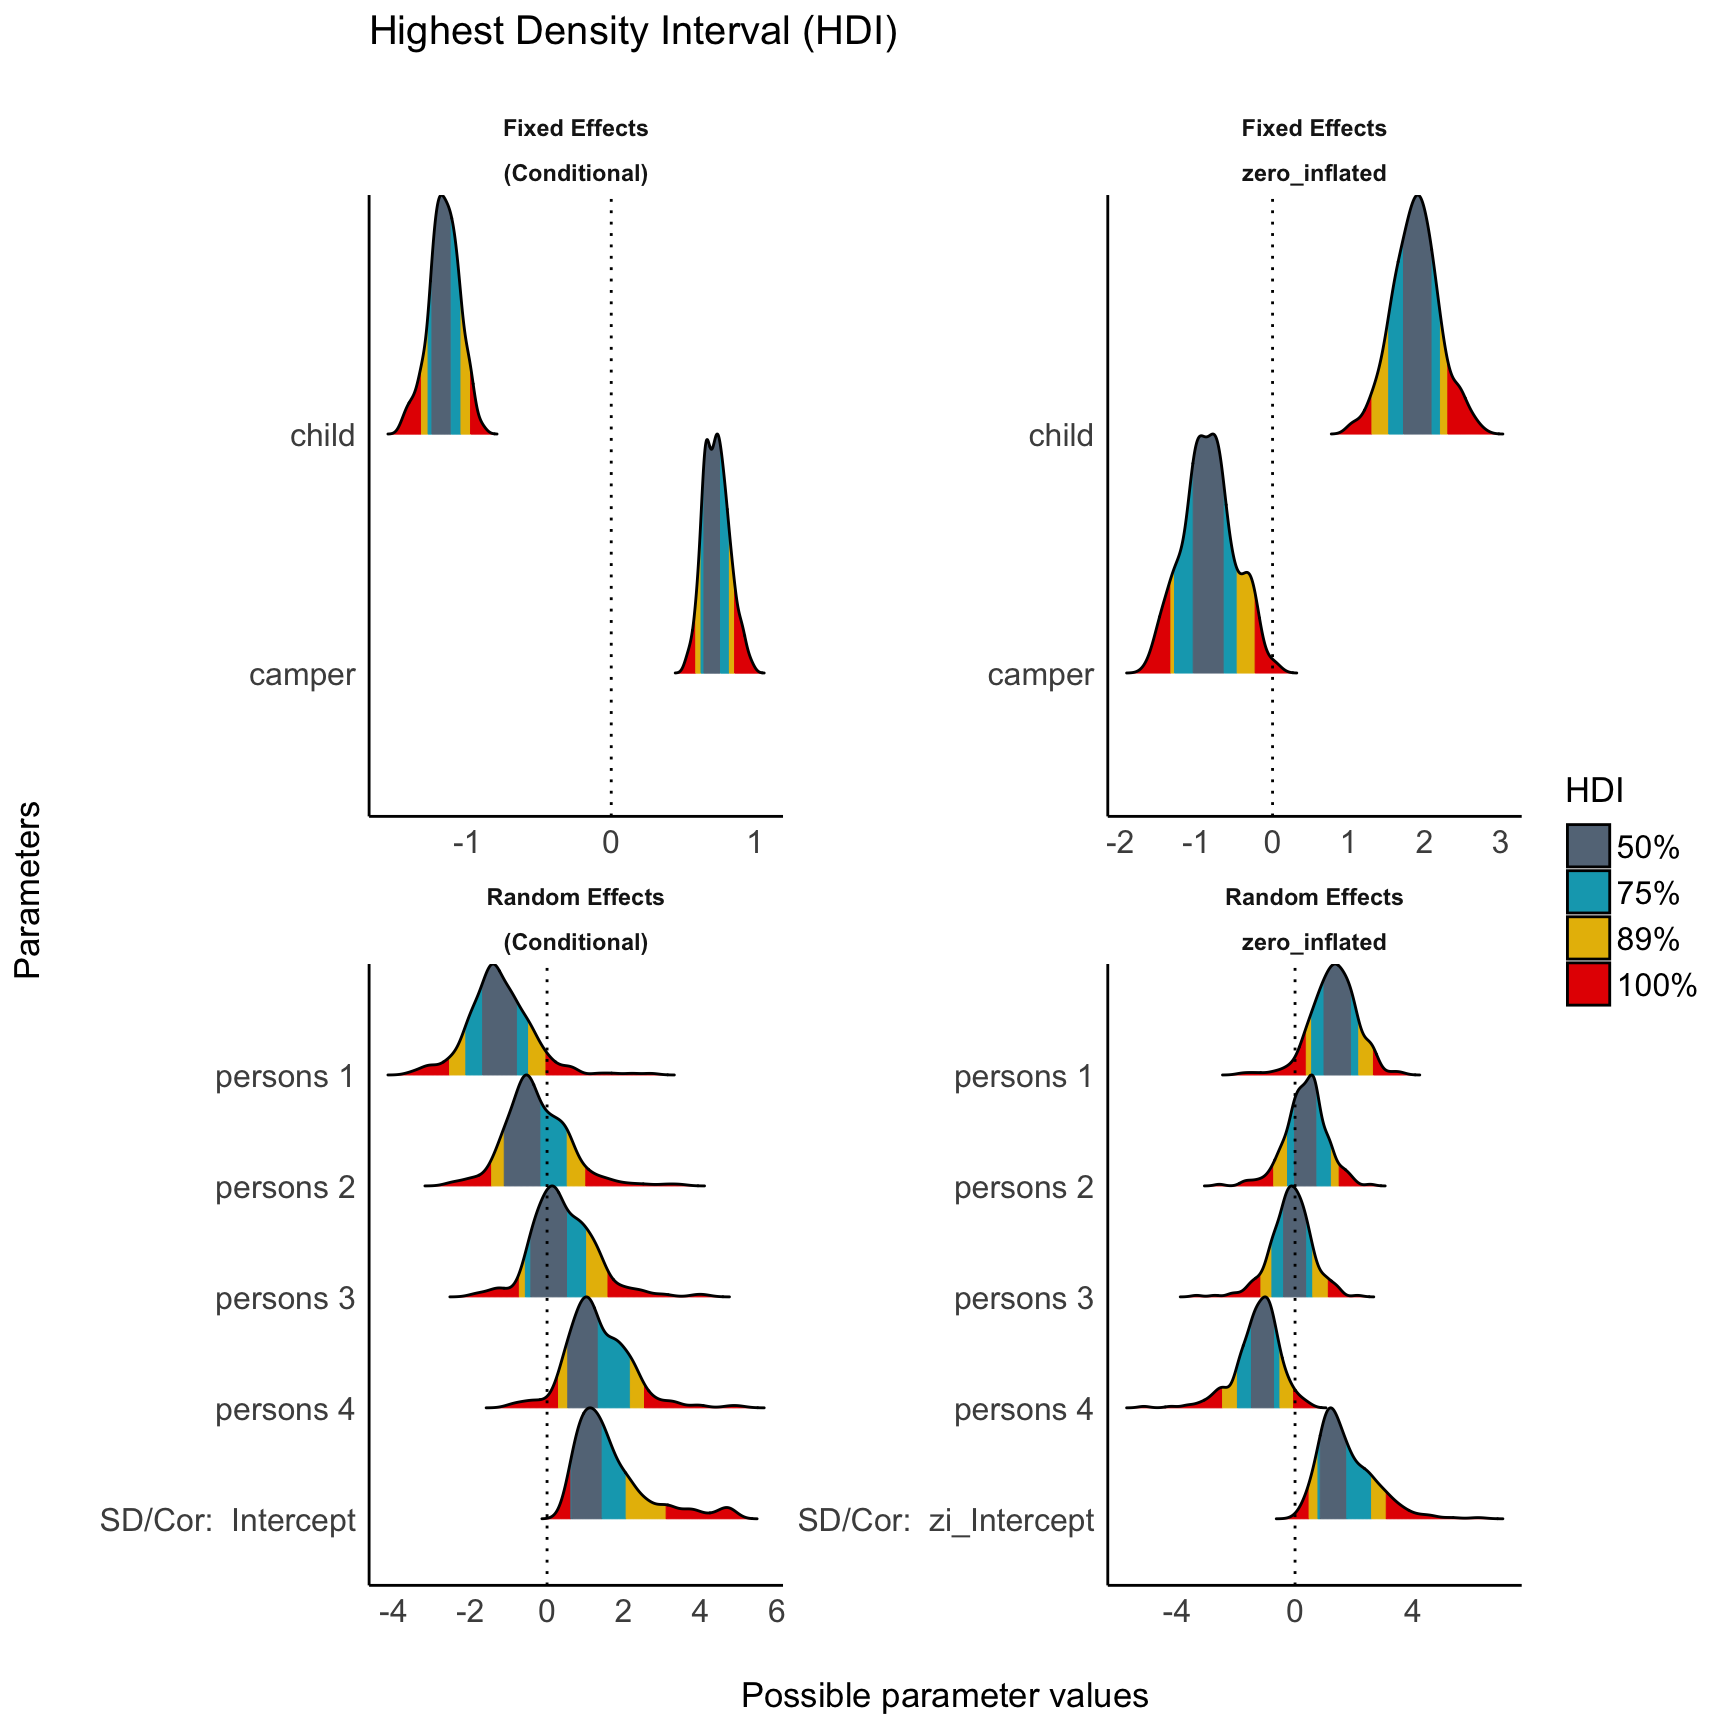 Highest Density Interval (HDI)
Fixed Effects
(Conditional)
child
camper
-1 0 1
Fixed Effects
zero_inflated
child
camper
-2 -1 0 1 2 3
Random Effects
(Conditional)
persons 1
persons 2
persons 3
persons 4
SD/Cor:  Intercept
-4 -2 0 2 4 6
Random Effects
zero_inflated
persons 1
persons 2
persons 3
persons 4
SD/Cor:  zi_Intercept
-4 0 4
Parameters
Possible parameter values
HDI
50%
75%
89%
100%